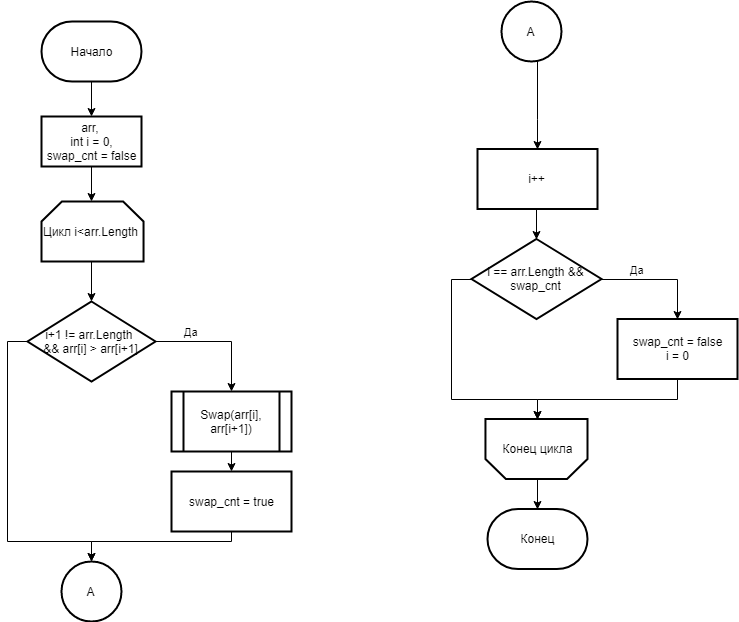 Начало
arr,
int i = 0,
swap_cnt = false
Цикл i<arr.Length
i+1 != arr.Length
&& arr[i] > arr[i+1]
Да
Swap(arr[i],
arr[i+1])
swap_cnt = true
A
A
i++
i == arr.Length &&
swap_cnt
Да
swap_cnt = false
i = 0
Конец цикла
Конец